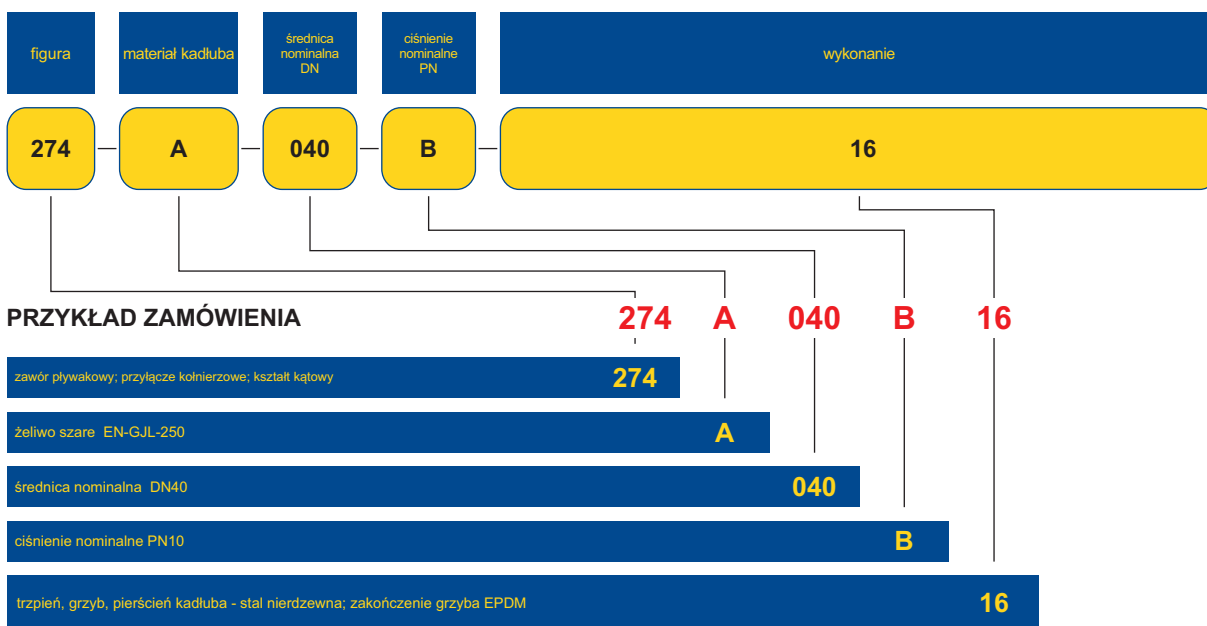 figura
materiał kadłuba
średnica
nominalna
DN
ciśnienie
nominalne
PN
wykonanie
274
A
040
B
16
PRZYKŁAD ZAMÓWIENIA
274 A 040 B 16
zawór pływakowy; przyłącze kołnierzowe; kształt kątowy 274
żeliwo szare EN-GJL-250 A
średnica nominalna DN40 040
ciśnienie nominalne PN10 B
trzpień, grzyb, pierścień kadłuba - stal nierdzewna; zakończenie grzyba EPDM 16